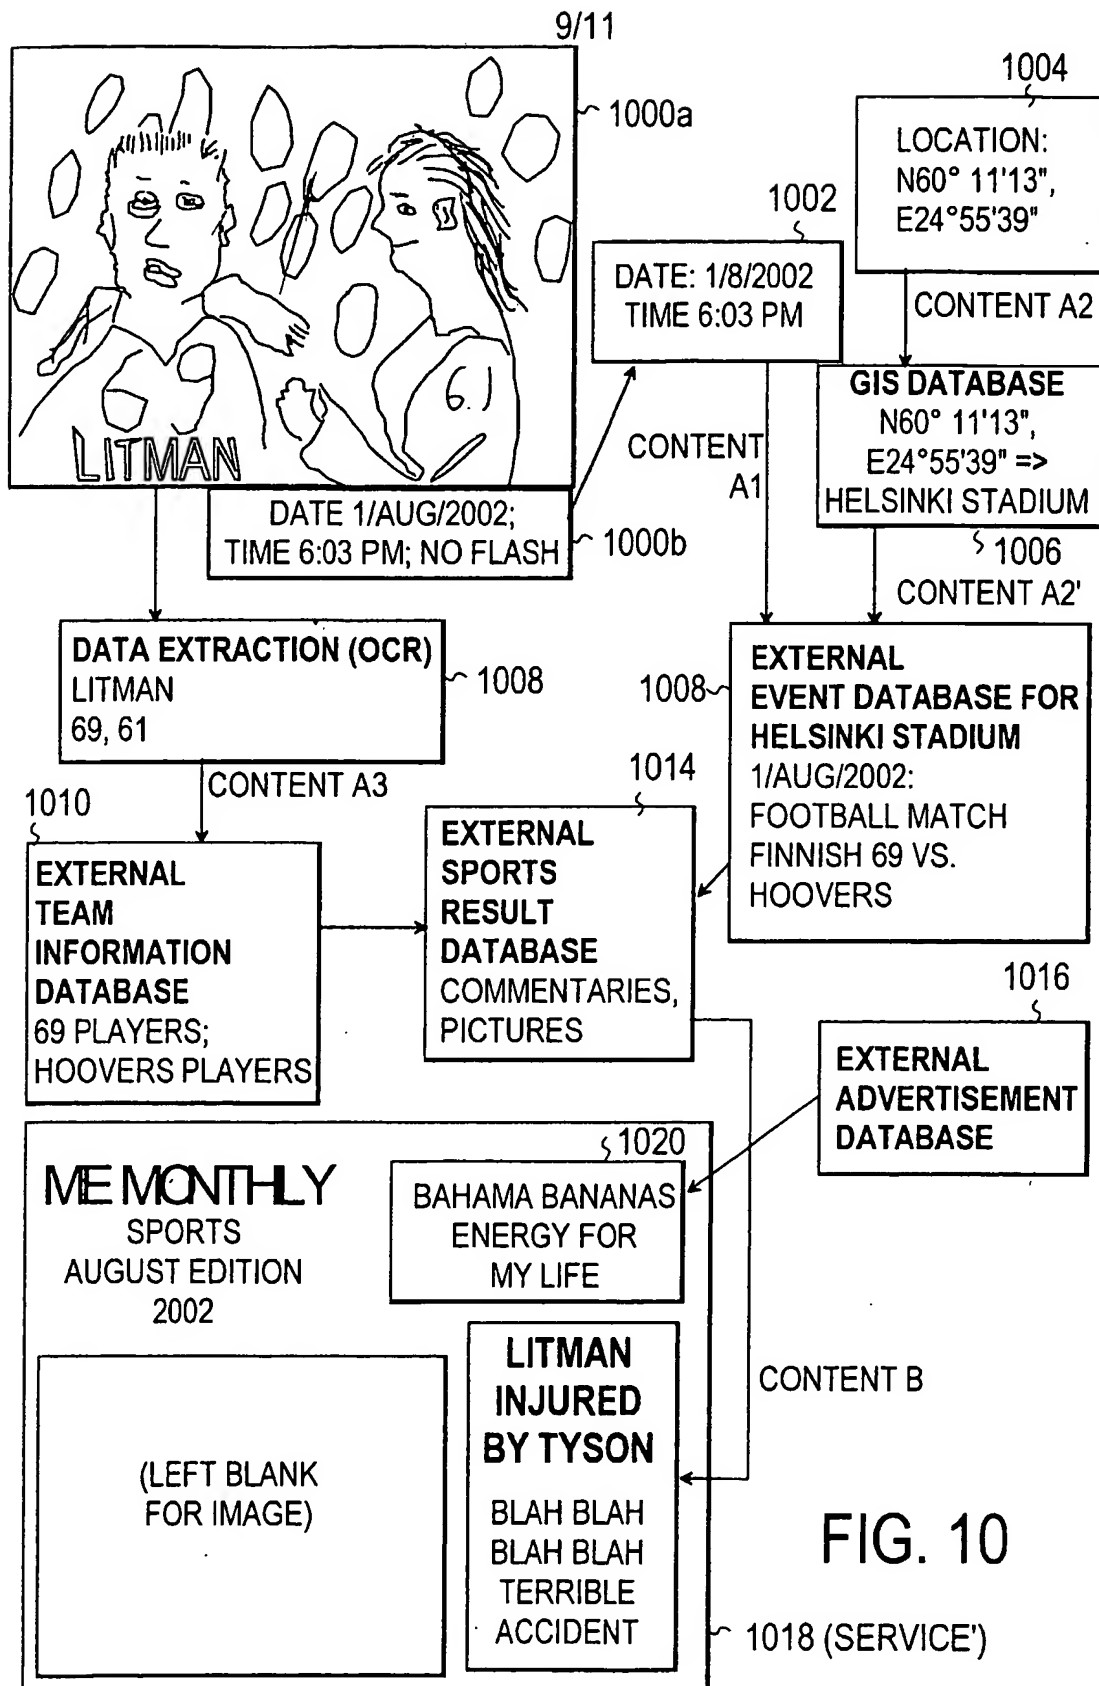 9/11
1000a
LITMAN
6.1
DATE 1/AUG/2002;
TIME 6:03 PM; NO FLASH
1000b
1002
DATE: 1/8/2002
TIME 6:03 PM
1004
LOCATION:
N60° 11'13",
E24°55'39"
CONTENT A2
GIS DATABASE
N60° 11'13",
E24°55'39" =>
HELSINKI STADIUM
1006
CONTENT A2'
CONTENT
A1
DATA EXTRACTION (OCR)
LITMAN
69, 61
1008
CONTENT A3
1008
EXTERNAL
EVENT DATABASE FOR
HELSINKI STADIUM
1/AUG/2002:
FOOTBALL MATCH
FINNISH 69 VS.
HOOVERS
1010
EXTERNAL
TEAM
INFORMATION
DATABASE
69 PLAYERS;
HOOVERS PLAYERS
1014
EXTERNAL
SPORTS
RESULT
DATABASE
COMMENTARIES,
PICTURES
1016
EXTERNAL
ADVERTISEMENT
DATABASE
ME MONTHLY
SPORTS
AUGUST EDITION
2002
1020
BAHAMA BANANAS
ENERGY FOR
MY LIFE
(LEFT BLANK
FOR IMAGE)
LITMAN
INJURED
BY TYSON
BLAH BLAH
BLAH BLAH
TERRIBLE
ACCIDENT
CONTENT B
FIG. 10
1018 (SERVICE')